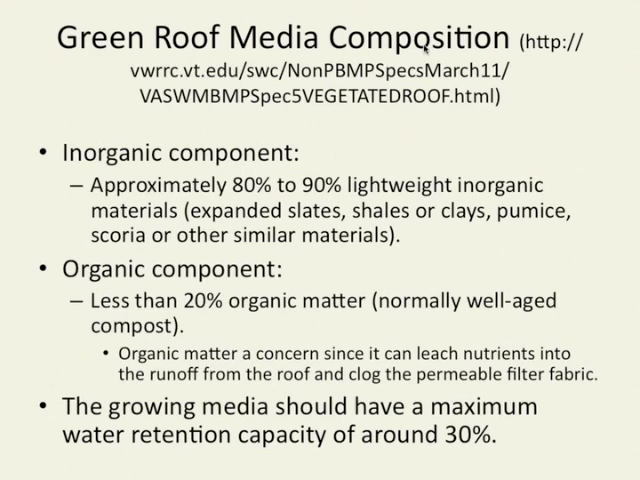 Green Roof Media Composition (http://
vwrrc.vt.edu/swc/NonPBMPSpecsMarch11/
VASWMBMPSpec5VEGETATEDROOF.html)
• Inorganic component:
– Approximately 80% to 90% lightweight inorganic
materials (expanded slates, shales or clays, pumice,
scoria or other similar materials).
• Organic component:
– Less than 20% organic matter (normally well-aged
compost).
• Organic matter a concern since it can leach nutrients into
the runoff from the roof and clog the permeable filter fabric.
• The growing media should have a maximum
water retention capacity of around 30%.